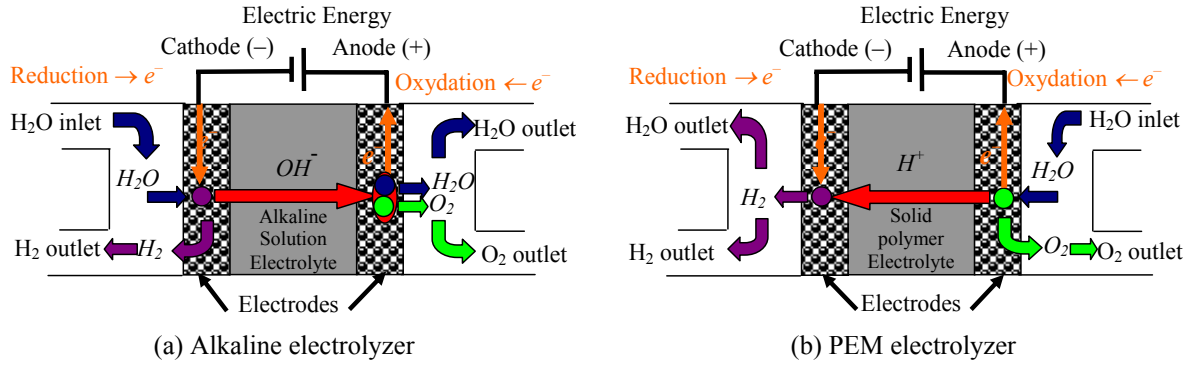 Electric Energy
Cathode (–) Anode (+)
Reduction → e⁻ Oxydation ← e⁻
H₂O inlet H₂O outlet
e⁻ e⁻
OH⁻
H₂O H₂O
O₂
Alkaline
Solution
Electrolyte
H₂ outlet H₂ O₂ outlet
Electrodes
(a) Alkaline electrolyzer
Electric Energy
Cathode (–) Anode (+)
Reduction → e⁻ Oxydation ← e⁻
H₂O outlet H₂O inlet
e⁻ e⁻
H⁺
H₂ H₂O
Solid
polymer
Electrolyte
H₂ outlet O₂ O₂ outlet
Electrodes
(b) PEM electrolyzer